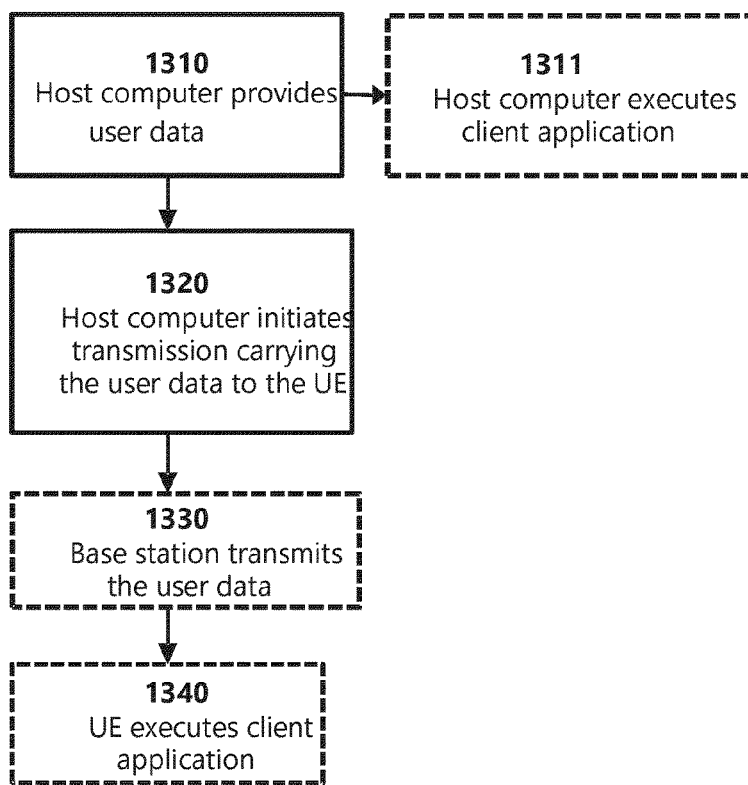 1310
Host computer provides
user data
1311
Host computer executes
client application
1320
Host computer initiates
transmission carrying
the user data to the UE
1330
Base station transmits
the user data
1340
UE executes client
application